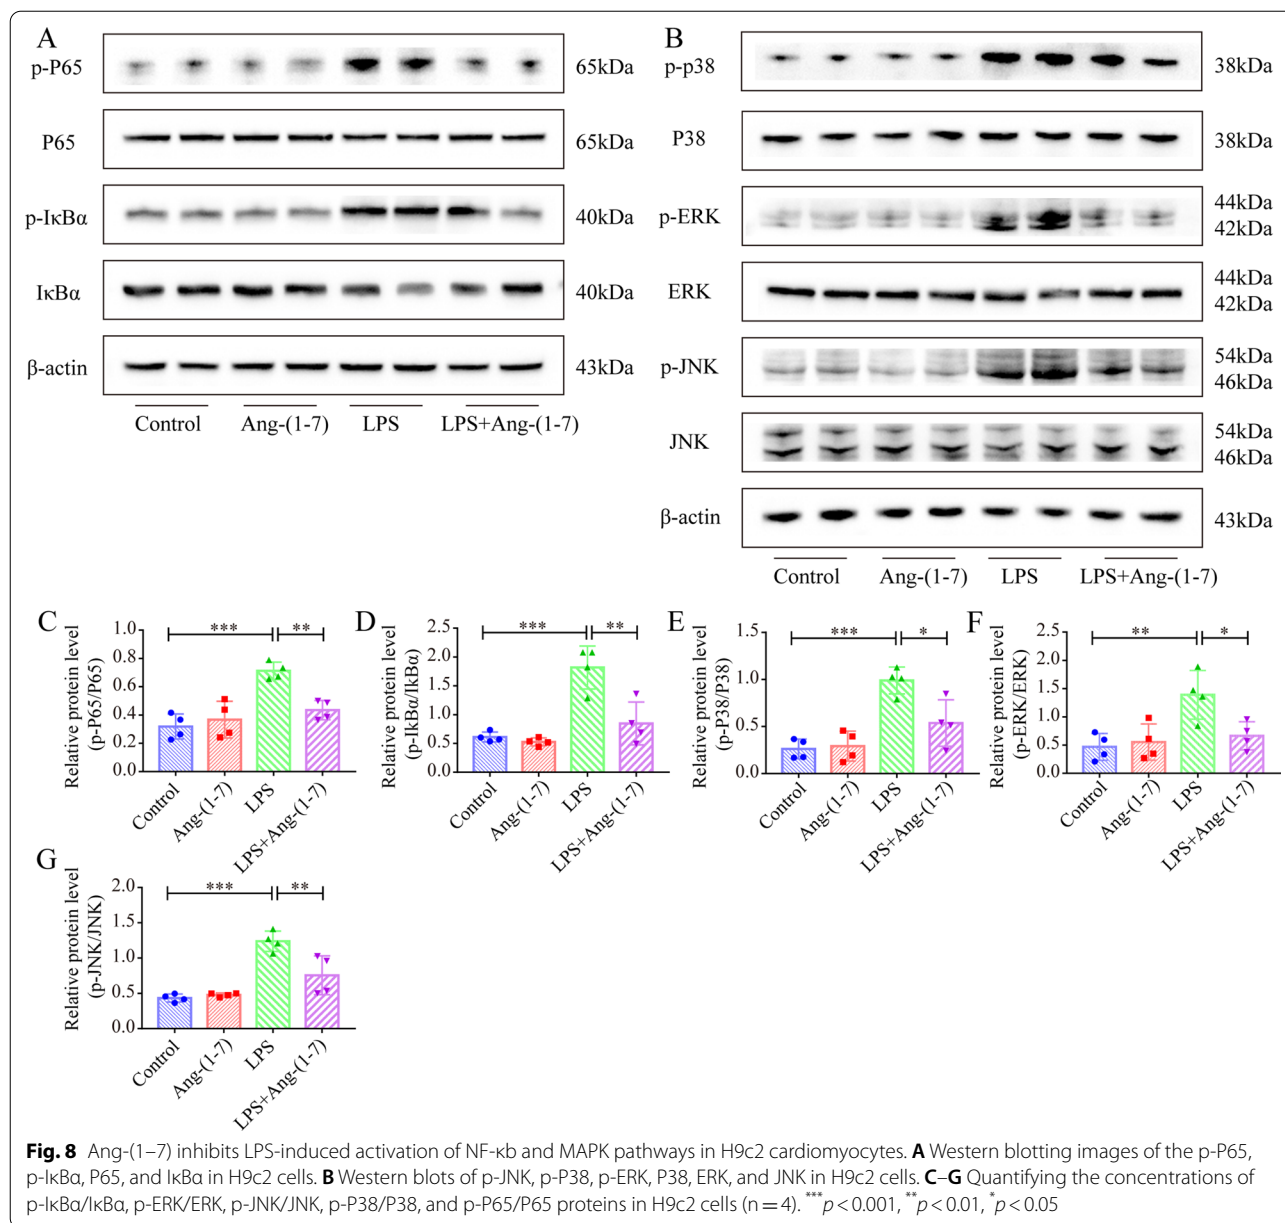 A
p-P65
65kDa
P65
65kDa
p-IκBα
40kDa
IκBα
40kDa
β-actin
43kDa
Control
Ang-(1-7)
LPS
LPS+Ang-(1-7)
B
p-p38
38kDa
P38
38kDa
p-ERK
44kDa
42kDa
ERK
44kDa
42kDa
p-JNK
54kDa
46kDa
JNK
54kDa
46kDa
β-actin
43kDa
Control
Ang-(1-7)
LPS
LPS+Ang-(1-7)
C
Relative protein level
(p-P65/P65)
1.0
0.8
0.6
0.4
0.2
0.0
***
**
Control
Ang-(1-7)
LPS
LPS+Ang-(1-7)
D
Relative protein level
(p-IkBα/IkBα)
2.5
2.0
1.5
1.0
0.5
0.0
***
**
Control
Ang-(1-7)
LPS
LPS+Ang-(1-7)
E
Relative protein level
(p-P38/P38)
1.5
1.0
0.5
0.0
***
*
Control
Ang-(1-7)
LPS
LPS+Ang-(1-7)
F
Relative protein level
(p-ERK/ERK)
2.5
2.0
1.5
1.0
0.5
0.0
**
*
Control
Ang-(1-7)
LPS
LPS+Ang-(1-7)
G
Relative protein level
(p-JNK/JNK)
2.0
1.5
1.0
0.5
0.0
***
**
Control
Ang-(1-7)
LPS
LPS+Ang-(1-7)
Fig. 8 Ang-(1–7) inhibits LPS-induced activation of NF-κb and MAPK pathways in H9c2 cardiomyocytes. A Western blotting images of the p-P65,
p-IκBα, P65, and IκBα in H9c2 cells. B Western blots of p-JNK, p-P38, p-ERK, P38, ERK, and JNK in H9c2 cells. C–G Quantifying the concentrations of
p-IkBα/IkBα, p-ERK/ERK, p-JNK/JNK, p-P38/P38, and p-P65/P65 proteins in H9c2 cells (n = 4). ***p < 0.001, **p < 0.01, *p < 0.05